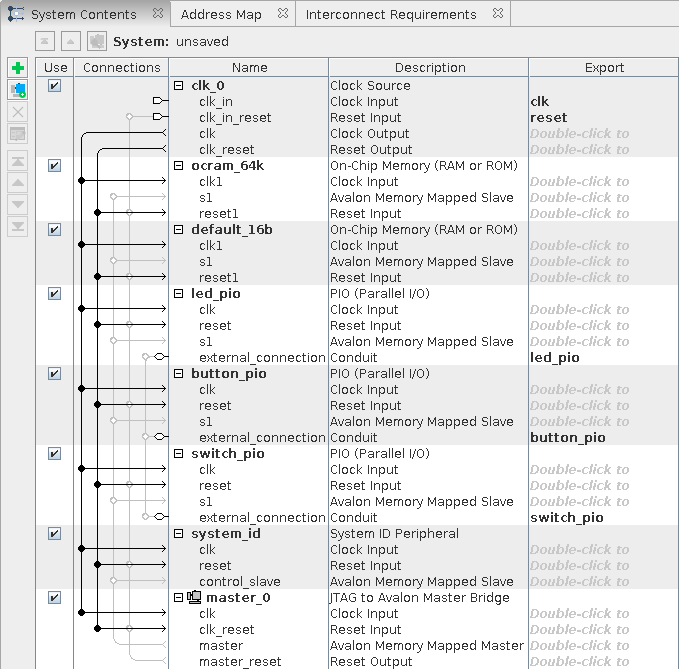 System Contents Address Map Interconnect Requirements
System: unsaved
Use Connections Name Description Export
clk_0 Clock Source
clk_in Clock Input clk
clk_in_reset Reset Input reset
clk Clock Output Double-click to
clk_reset Reset Output Double-click to
ocram_64k On-Chip Memory (RAM or ROM)
clk1 Clock Input Double-click to
s1 Avalon Memory Mapped Slave Double-click to
reset1 Reset Input Double-click to
default_16b On-Chip Memory (RAM or ROM)
clk1 Clock Input Double-click to
s1 Avalon Memory Mapped Slave Double-click to
reset1 Reset Input Double-click to
led_pio PIO (Parallel I/O)
clk Clock Input Double-click to
reset Reset Input Double-click to
s1 Avalon Memory Mapped Slave Double-click to
external_connection Conduit led_pio
button_pio PIO (Parallel I/O)
clk Clock Input Double-click to
reset Reset Input Double-click to
s1 Avalon Memory Mapped Slave Double-click to
external_connection Conduit button_pio
switch_pio PIO (Parallel I/O)
clk Clock Input Double-click to
reset Reset Input Double-click to
s1 Avalon Memory Mapped Slave Double-click to
external_connection Conduit switch_pio
system_id System ID Peripheral
clk Clock Input Double-click to
reset Reset Input Double-click to
control_slave Avalon Memory Mapped Slave Double-click to
master_0 JTAG to Avalon Master Bridge
clk Clock Input Double-click to
clk_reset Reset Input Double-click to
master Avalon Memory Mapped Master Double-click to
master_reset Reset Output Double-click to